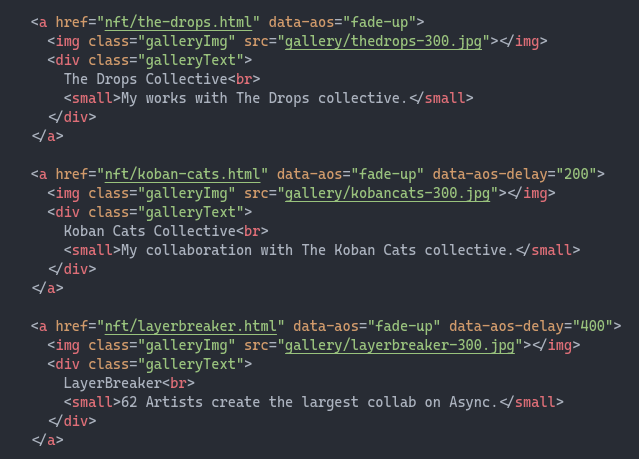 <a href="nft/the-drops.html" data-aos="fade-up">
<img class="galleryImg" src="gallery/thedrops-300.jpg"></img>
<div class="galleryText">
The Drops Collective<br>
<small>My works with The Drops collective.</small>
</div>
</a>
<a href="nft/koban-cats.html" data-aos="fade-up" data-aos-delay="200">
<img class="galleryImg" src="gallery/kobancats-300.jpg"></img>
<div class="galleryText">
Koban Cats Collective<br>
<small>My collaboration with The Koban Cats collective.</small>
</div>
</a>
<a href="nft/layerbreaker.html" data-aos="fade-up" data-aos-delay="400">
<img class="galleryImg" src="gallery/layerbreaker-300.jpg"></img>
<div class="galleryText">
LayerBreaker<br>
<small>62 Artists create the largest collab on Async.</small>
</div>
</a>